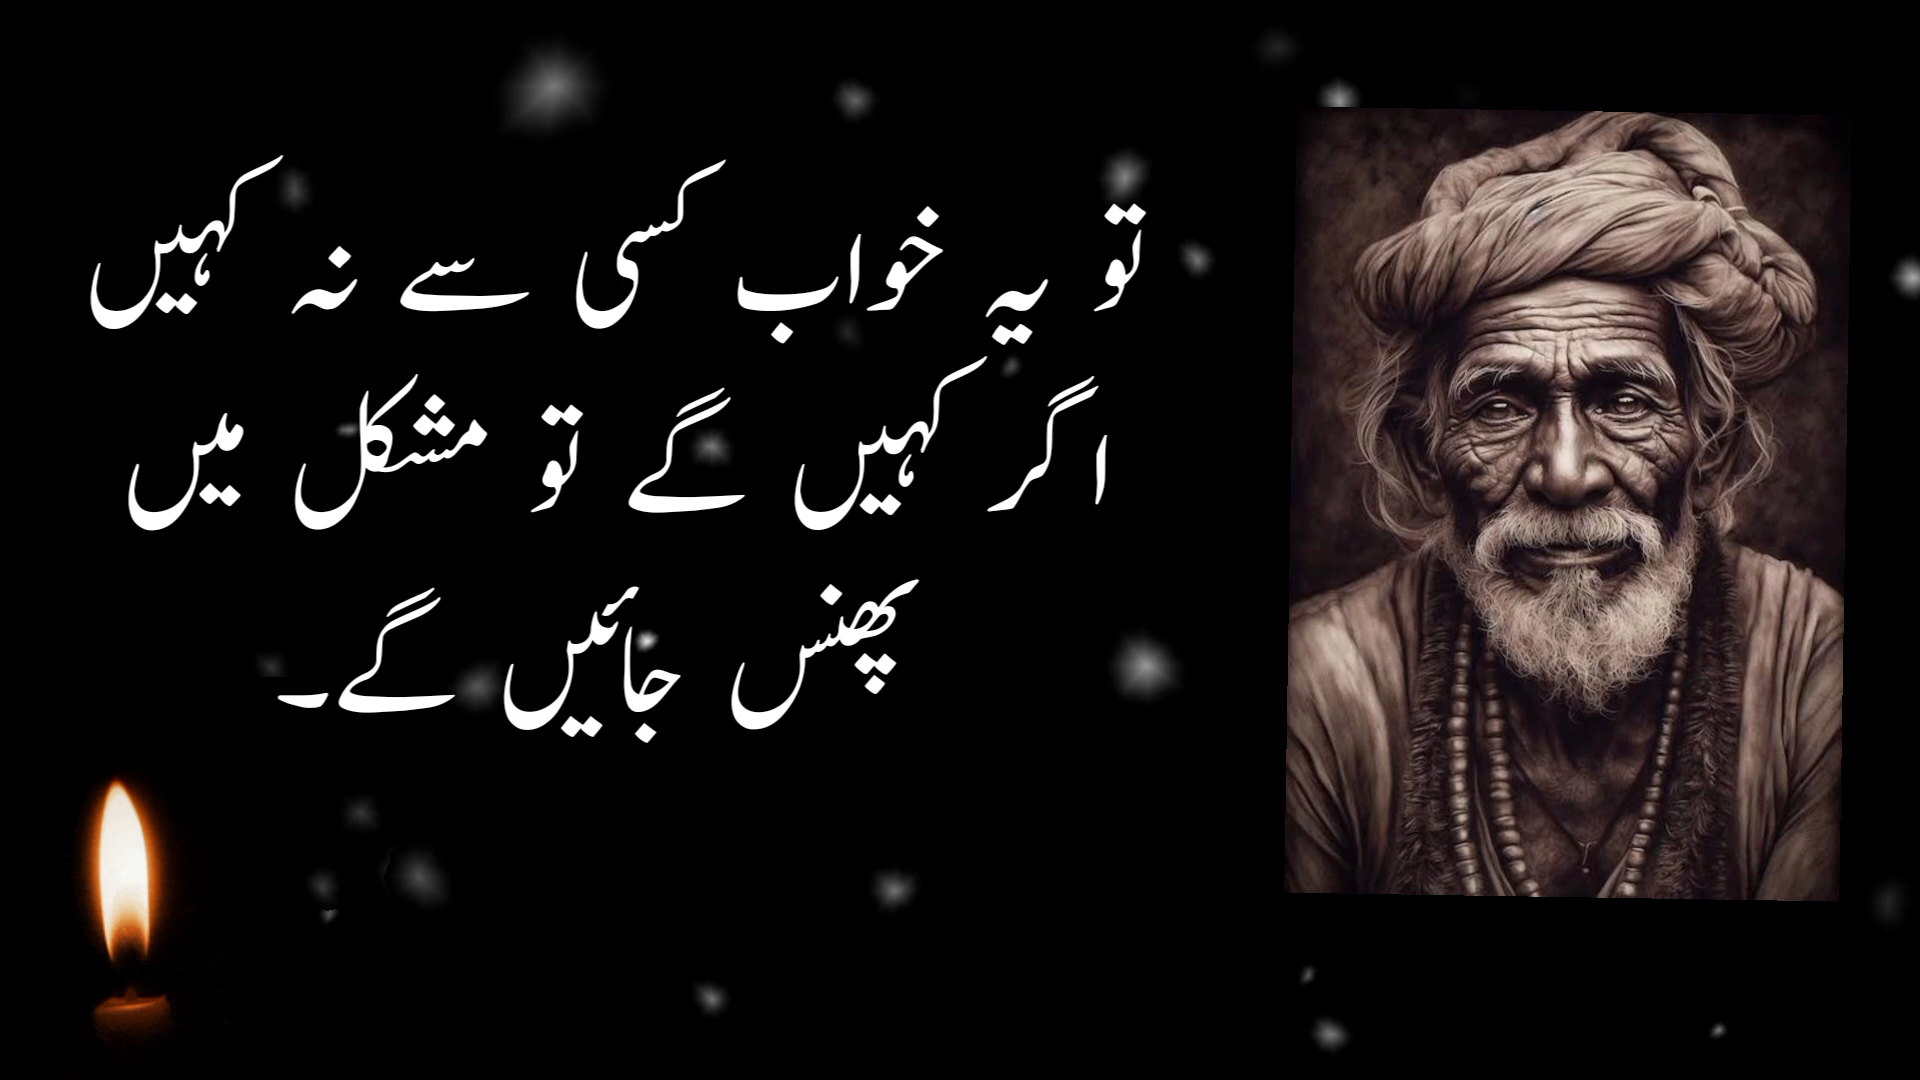 تو یہ خواب کسی سے نہ کہیں
اگر کہیں گے تو مشکل میں
پھنس جائیں گے۔